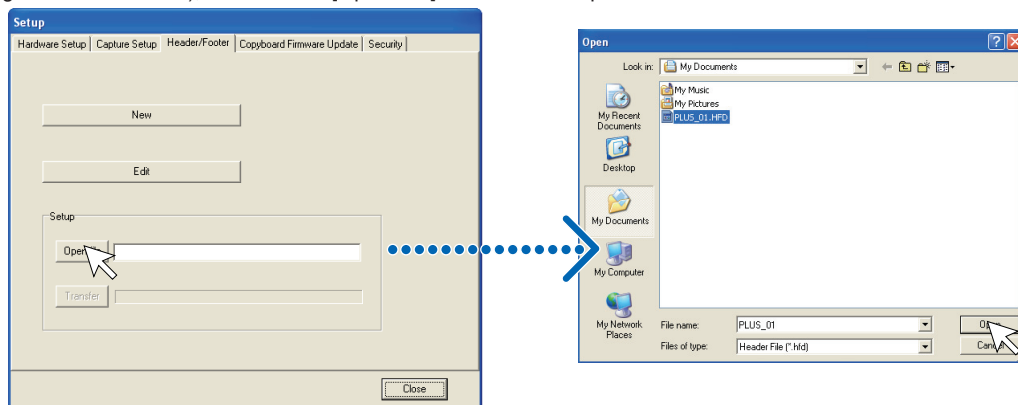 Setup
Hardware Setup Capture Setup Header/Footer Copyboard Firmware Update Security
New
Edit
Setup
Open
Transfer
Close
Open
Look in: My Documents
My Music
My Pictures
PLUS_01.HFD
My Recent
Documents
Desktop
My Documents
My Computer
My Network
Places
File name: PLUS_01
Files of type: Header File (*.hfd)